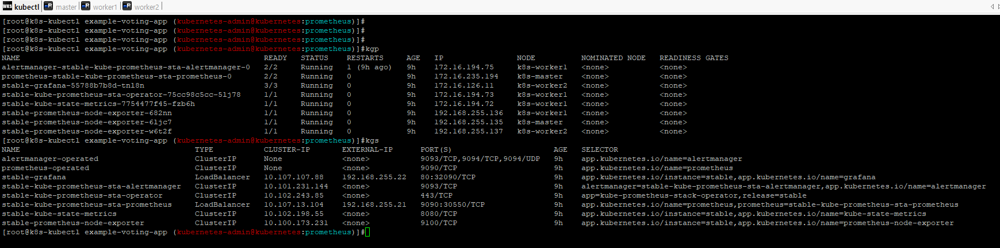 kubectl master worker1 worker2
[root@k8s-kubectl example-voting-app (kubernetes-admin@kubernetes:prometheus)]#
[root@k8s-kubectl example-voting-app (kubernetes-admin@kubernetes:prometheus)]#
[root@k8s-kubectl example-voting-app (kubernetes-admin@kubernetes:prometheus)]#
[root@k8s-kubectl example-voting-app (kubernetes-admin@kubernetes:prometheus)]#kgp
NAME READY STATUS RESTARTS AGE IP NODE NOMINATED NODE READINESS GATES
alertmanager-stable-kube-prometheus-sta-alertmanager-0 2/2 Running 1 (9h ago) 9h 172.16.194.75 k8s-worker1 <none> <none>
prometheus-stable-kube-prometheus-sta-prometheus-0 2/2 Running 0 9h 172.16.235.194 k8s-master <none> <none>
stable-grafana-55788b7b8d-tnl8n 3/3 Running 0 9h 172.16.126.11 k8s-worker2 <none> <none>
stable-kube-prometheus-sta-operator-75cc98c5cc-5lj78 1/1 Running 0 9h 172.16.194.73 k8s-worker1 <none> <none>
stable-kube-state-metrics-7754477f45-fzb6h 1/1 Running 0 9h 172.16.194.72 k8s-worker1 <none> <none>
stable-prometheus-node-exporter-682nn 1/1 Running 0 9h 192.168.255.136 k8s-worker1 <none> <none>
stable-prometheus-node-exporter-6ljc7 1/1 Running 0 9h 192.168.255.135 k8s-master <none> <none>
stable-prometheus-node-exporter-w6t2f 1/1 Running 0 9h 192.168.255.137 k8s-worker2 <none> <none>
[root@k8s-kubectl example-voting-app (kubernetes-admin@kubernetes:prometheus)]#kgs
NAME TYPE CLUSTER-IP EXTERNAL-IP PORT(S) AGE SELECTOR
alertmanager-operated ClusterIP None <none> 9093/TCP,9094/TCP,9094/UDP 9h app.kubernetes.io/name=alertmanager
prometheus-operated ClusterIP None <none> 9090/TCP 9h app.kubernetes.io/name=prometheus
stable-grafana LoadBalancer 10.107.107.88 192.168.255.22 80:32090/TCP 9h app.kubernetes.io/instance=stable,app.kubernetes.io/name=grafana
stable-kube-prometheus-sta-alertmanager ClusterIP 10.101.231.144 <none> 9093/TCP 9h alertmanager=stable-kube-prometheus-sta-alertmanager,app.kubernetes.io/name=alertmanager
stable-kube-prometheus-sta-operator ClusterIP 10.102.243.85 <none> 443/TCP 9h app=kube-prometheus-stack-operator,release=stable
stable-kube-prometheus-sta-prometheus LoadBalancer 10.107.13.104 192.168.255.21 9090:30550/TCP 9h app.kubernetes.io/name=prometheus,prometheus=stable-kube-prometheus-sta-prometheus
stable-kube-state-metrics ClusterIP 10.102.198.55 <none> 8080/TCP 9h app.kubernetes.io/instance=stable,app.kubernetes.io/name=kube-state-metrics
stable-prometheus-node-exporter ClusterIP 10.100.173.231 <none> 9100/TCP 9h app.kubernetes.io/instance=stable,app.kubernetes.io/name=prometheus-node-exporter
[root@k8s-kubectl example-voting-app (kubernetes-admin@kubernetes:prometheus)]#